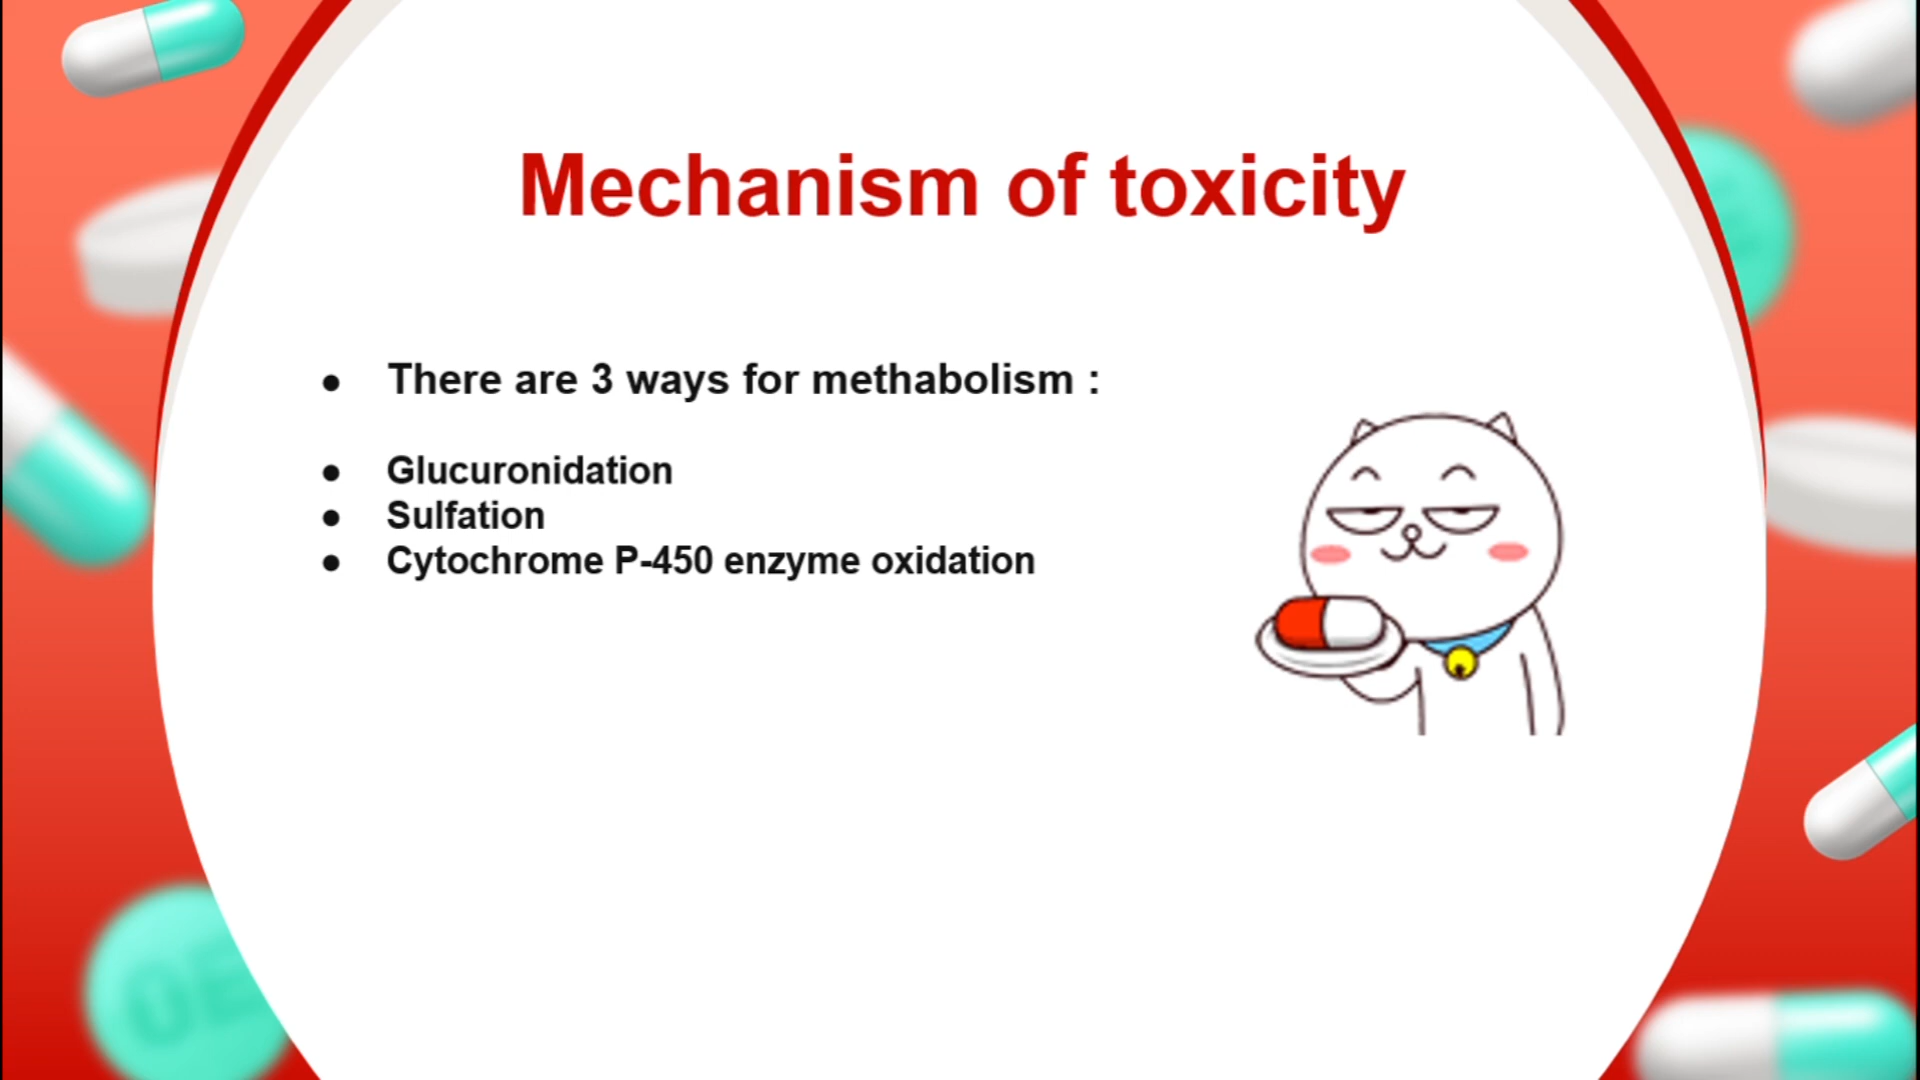 Mechanism of toxicity
● There are 3 ways for methabolism :
● Glucuronidation
● Sulfation
● Cytochrome P-450 enzyme oxidation